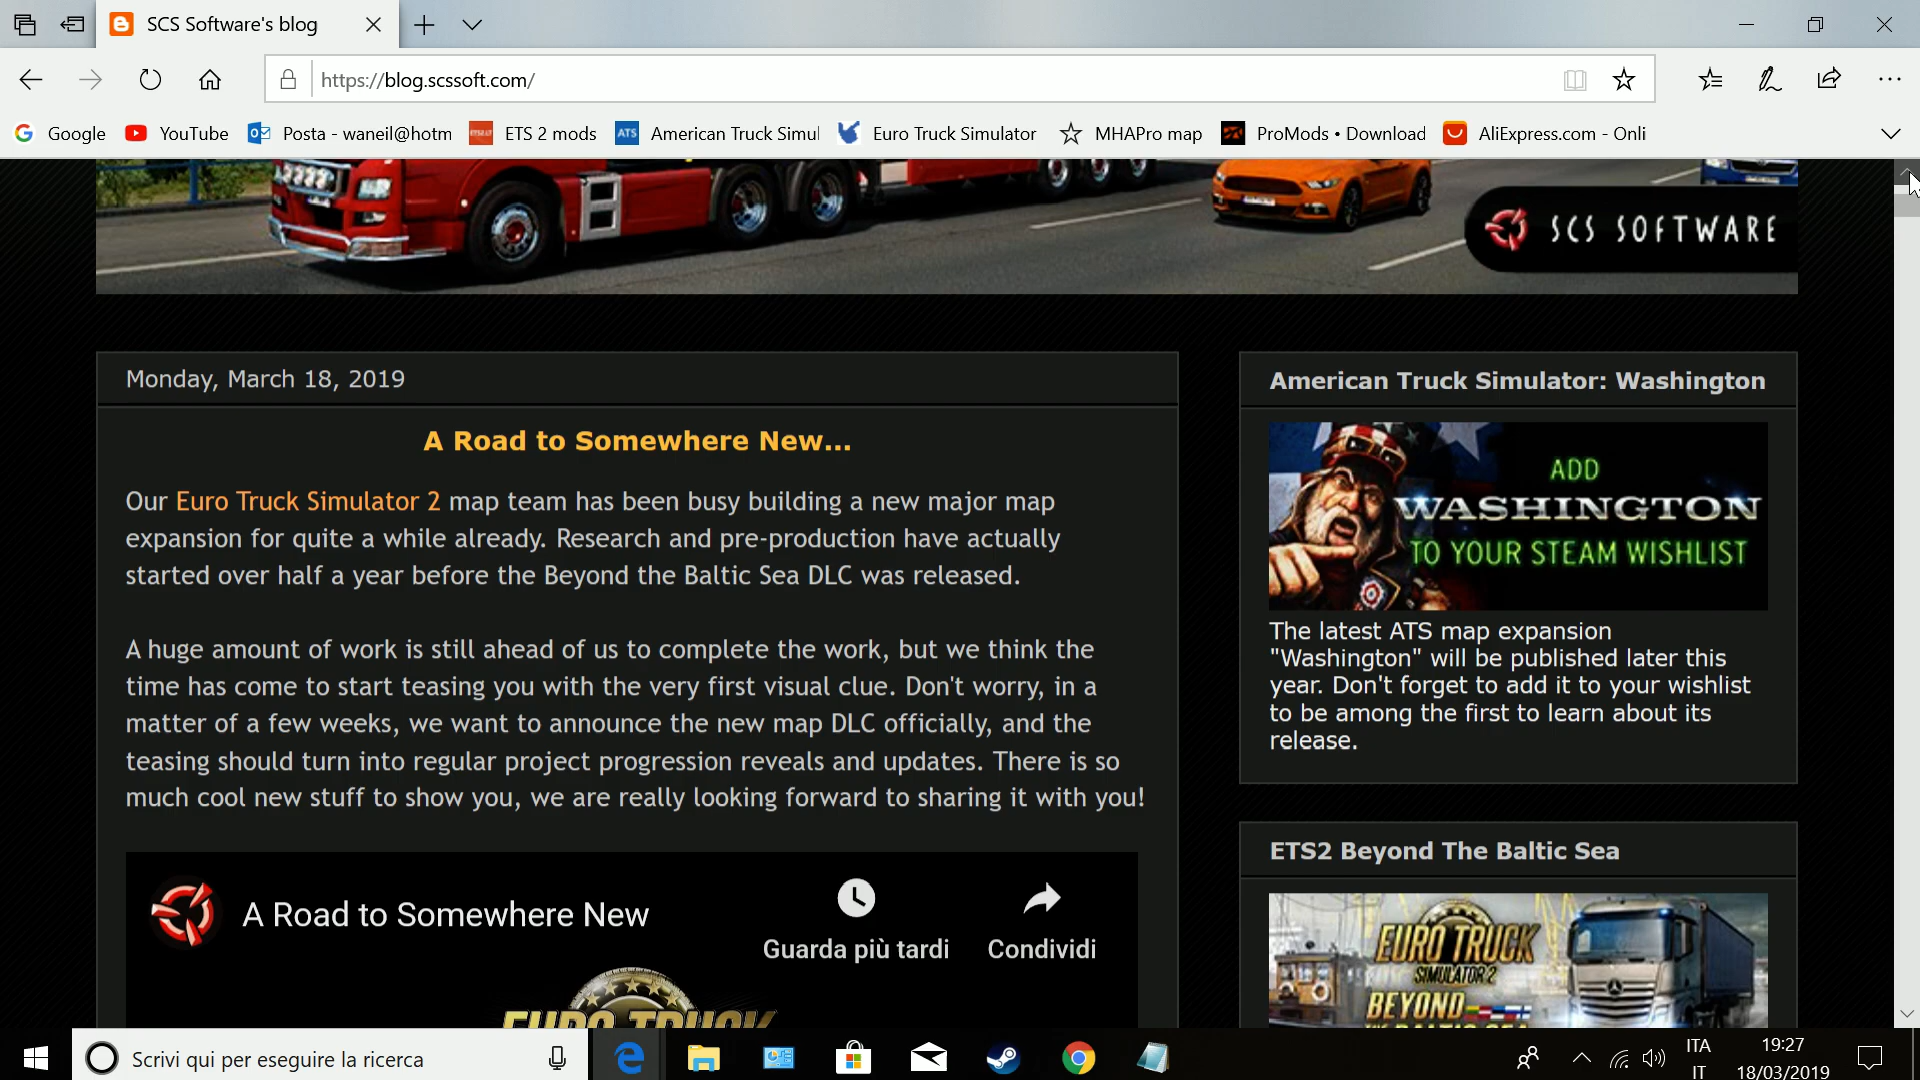 SCS Software's blog
https://blog.scssoft.com/
Google
YouTube
Posta - waneil@hotm
ETS 2 mods
ATS
American Truck Simul
Euro Truck Simulator
MHAPro map
ProMods • Download
AliExpress.com - Onli
SCS SOFTWARE
Monday, March 18, 2019
A Road to Somewhere New...
Our Euro Truck Simulator 2 map team has been busy building a new major map
expansion for quite a while already. Research and pre-production have actually
started over half a year before the Beyond the Baltic Sea DLC was released.
A huge amount of work is still ahead of us to complete the work, but we think the
time has come to start teasing you with the very first visual clue. Don't worry, in a
matter of a few weeks, we want to announce the new map DLC officially, and the
teasing should turn into regular project progression reveals and updates. There is so
much cool new stuff to show you, we are really looking forward to sharing it with you!
A Road to Somewhere New
Guarda più tardi
Condividi
EURO TRUCK
American Truck Simulator: Washington
ADD
WASHINGTON
TO YOUR STEAM WISHLIST
The latest ATS map expansion
"Washington" will be published later this
year. Don't forget to add it to your wishlist
to be among the first to learn about its
release.
ETS2 Beyond The Baltic Sea
EURO TRUCK
SIMULATOR 2
BEYOND
THE BALTIC SEA
Scrivi qui per eseguire la ricerca
ITA
IT
19:27
18/03/2019